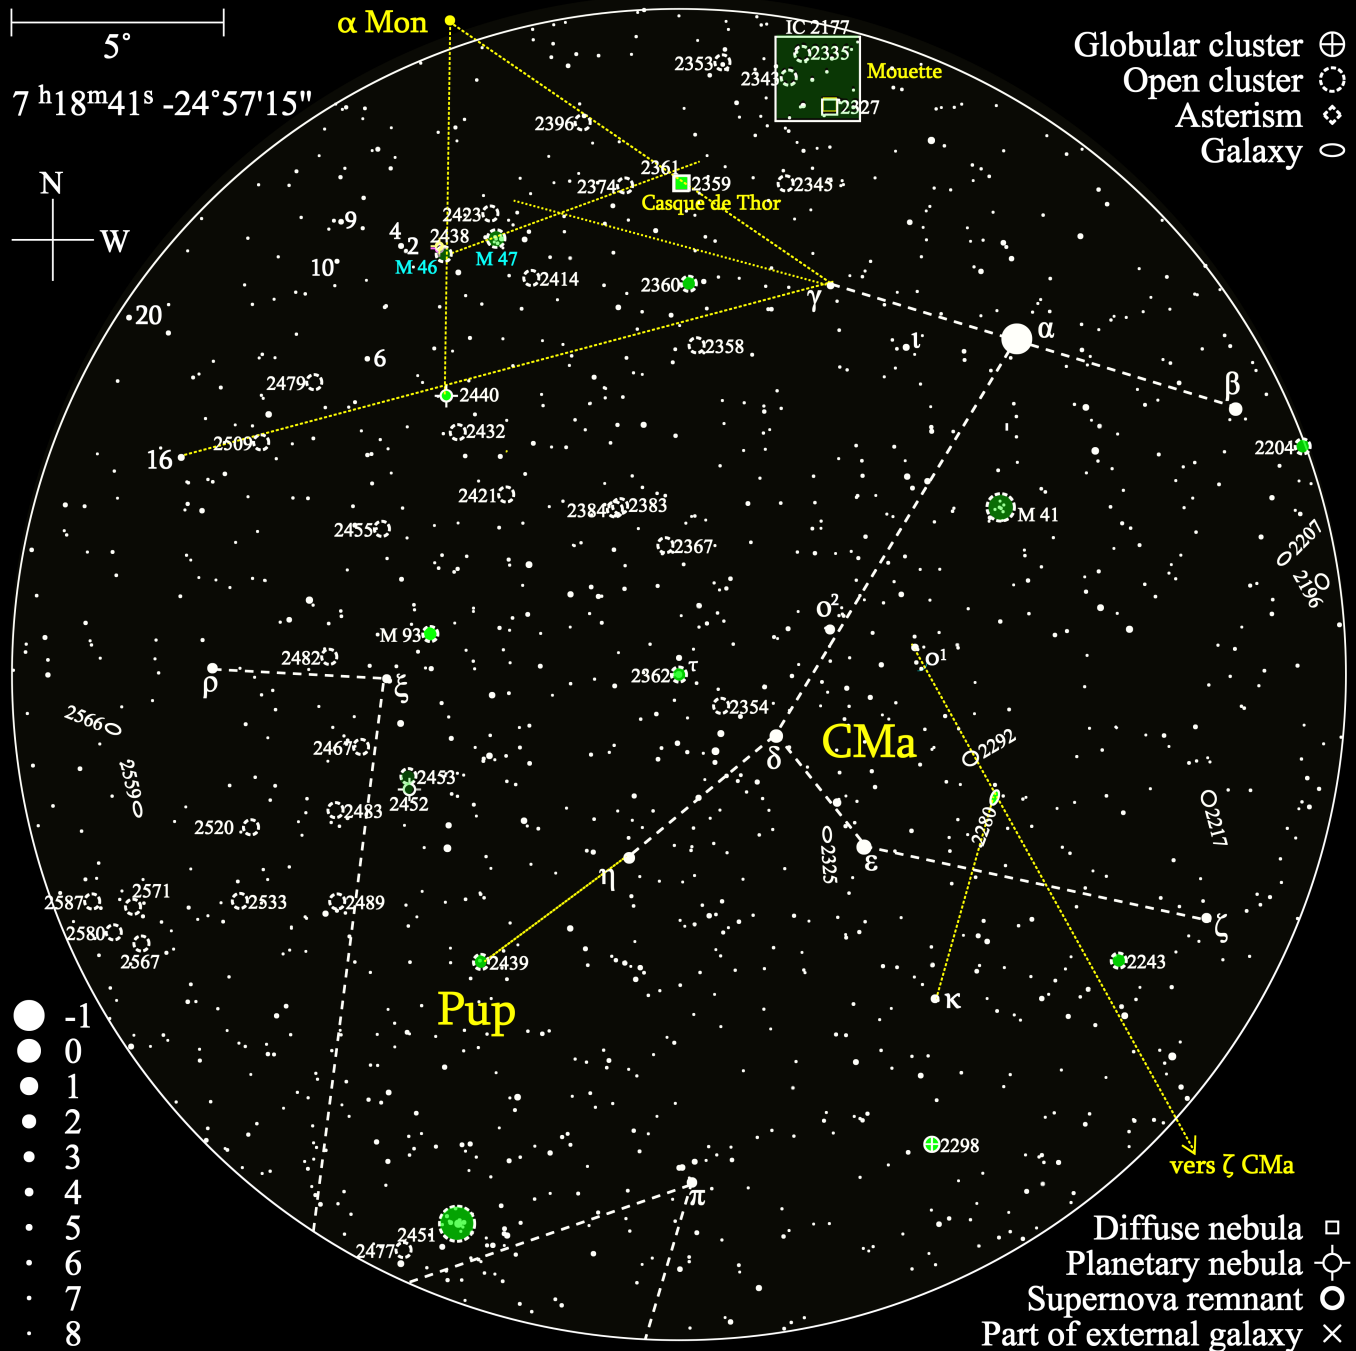 α Mon
IC 2177
5°
Globular cluster
2335
2353
Mouette
2343
Open cluster
7 ʰ18ᵐ41ˢ -24°57'15"
2327
Asterism
2396
Galaxy
2361
N
2374
2359
2345
Casque de Thor
9
2423
4
2438
2
W
M 46
M 47
10
2414
2360
γ
20
α
ι
2358
6
2479
β
2440
2432
2509
16
2204
2421
2384
2383
M 41
2455
2367
2207
2196
ο²
M 93
2482
ο¹
τ
2362
ρ
ξ
2354
2566
CMa
2467
2292
δ
2559
2453
2452
2483
2520
2280
2217
2325
ε
η
2587
2571
2533
2489
ζ
2580
2567
2439
2243
Pup
κ
-1
0
1
2
3
2298
vers ζ CMa
4
π
5
2451
Diffuse nebula
2477
6
Planetary nebula
7
Supernova remnant
8
Part of external galaxy